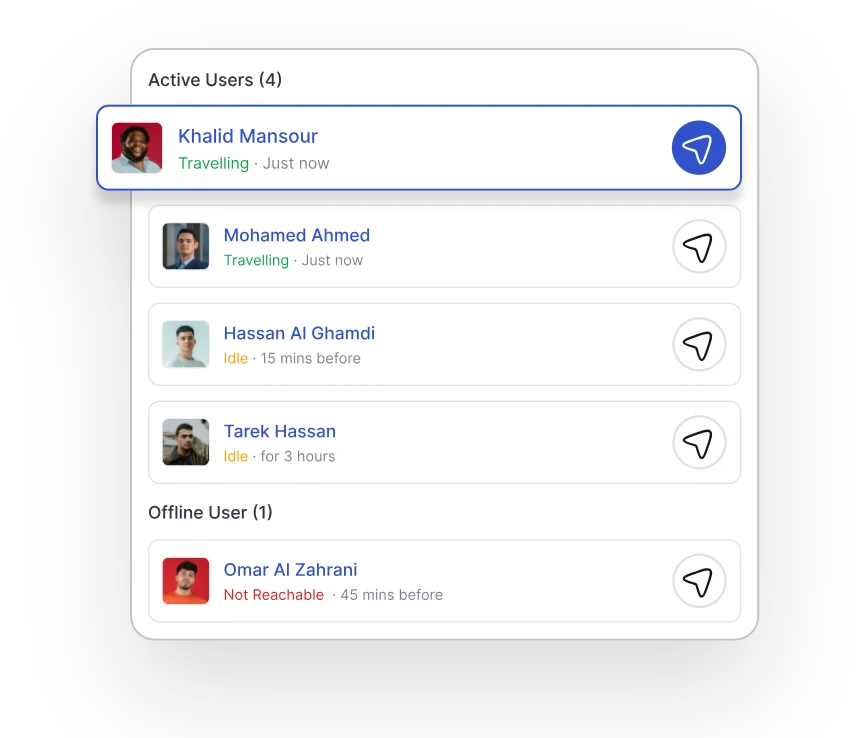 Active Users (4)
Khalid Mansour
Travelling · Just now
Mohamed Ahmed
Travelling · Just now
Hassan Al Ghamdi
Idle · 15 mins before
Tarek Hassan
Idle · for 3 hours
Offline User (1)
Omar Al Zahrani
Not Reachable · 45 mins before